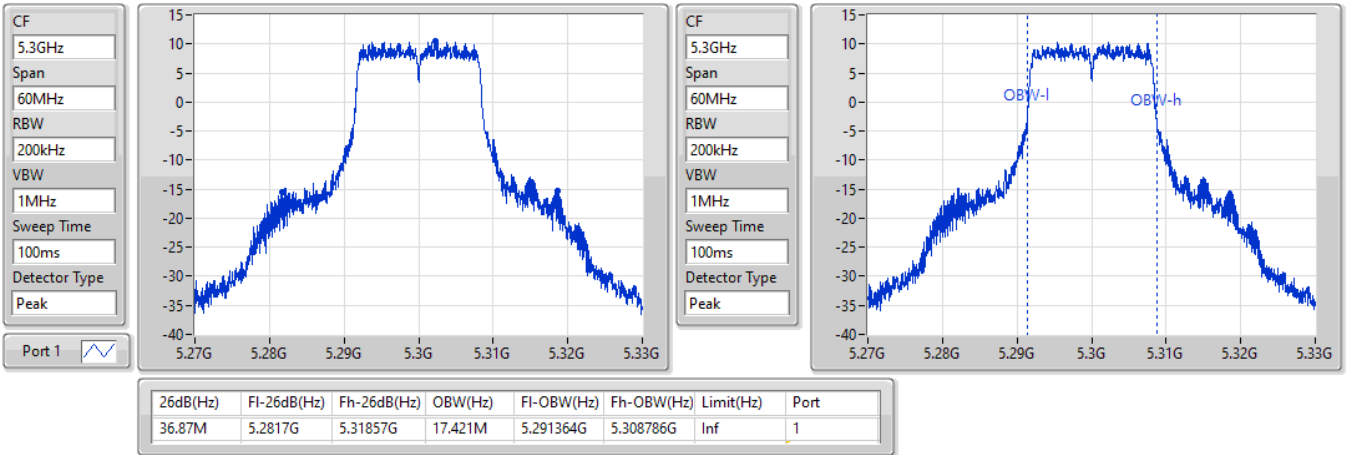 CF
5.3GHz
Span
60MHz
RBW
200kHz
VBW
1MHz
Sweep Time
100ms
Detector Type
Peak
Port 1
15
10
5
0
-5
-10
-15
-20
-25
-30
-35
-40
5.27G 5.28G 5.29G 5.3G 5.31G 5.32G 5.33G
CF
5.3GHz
Span
60MHz
RBW
200kHz
VBW
1MHz
Sweep Time
100ms
Detector Type
Peak
15
10
5
0
-5
-10
-15
-20
-25
-30
-35
-40
OBW-l
OBW-h
5.27G 5.28G 5.29G 5.3G 5.31G 5.32G 5.33G
26dB(Hz) Fl-26dB(Hz) Fh-26dB(Hz) OBW(Hz) Fl-OBW(Hz) Fh-OBW(Hz) Limit(Hz) Port
36.87M 5.2817G 5.31857G 17.421M 5.291364G 5.308786G Inf 1